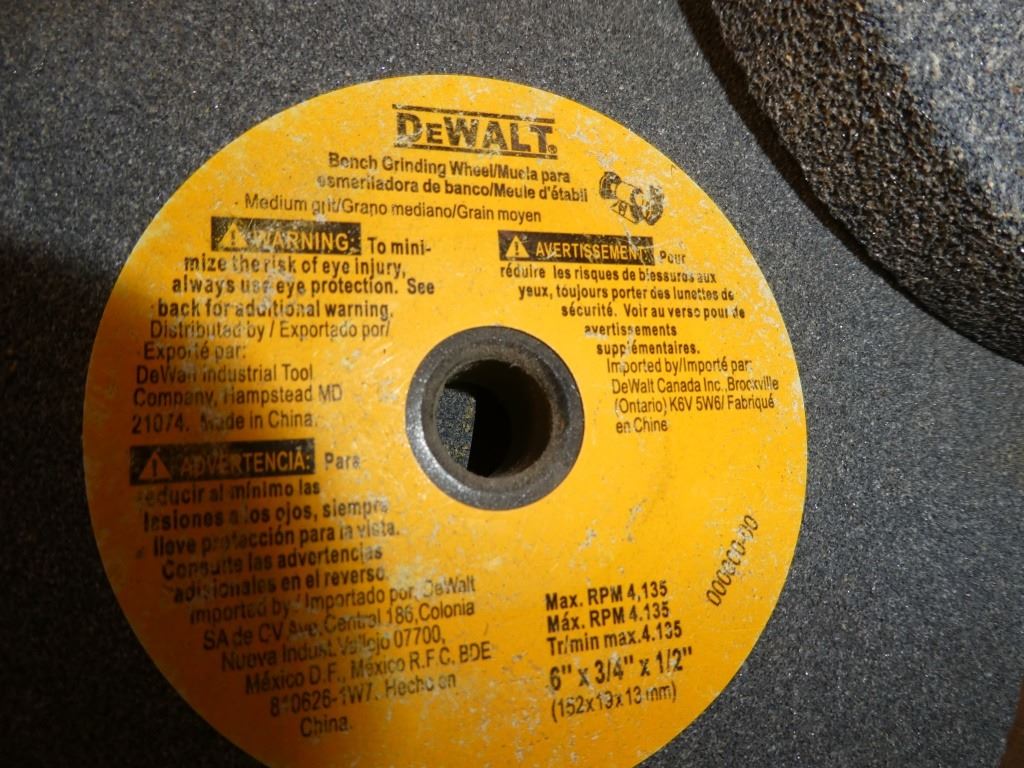 DEWALT
Bench Grinding Wheel/Muela para
esmeriladora de banco/Meule d'établi
Medium grit/Grano mediano/Grain moyen
WARNING: To mini-
mize the risk of eye injury,
always use eye protection. See
back for additional warning.
Distributed by / Exportado por/
Exporté par:
DeWalt Industrial Tool
Company, Hampstead MD
21074. Made in China.
AVERTISSEMENT: Pour
réduire les risques de blessures aux
yeux, toujours porter des lunettes de
sécurité. Voir au verso pour de
avertissements
supplémentaires.
Imported by/Importé par:
DeWalt Canada Inc.,Brockville
(Ontario) K6V 5W6/ Fabriqué
en Chine
ADVERTENCIA: Para
reducir al mínimo las
lesiones a los ojos, siempre
lleve protección para la vista.
Consulte las advertencias
adicionales en el reverso.
Imported by / Importado por: DeWalt
SA de CV Ave. Central 186,Colonia
Nueva Indust. Vallejo 07700,
México D.F., México R.F.C. BDE
810626-1W7. Hecho en
China.
Max. RPM 4,135
Máx. RPM 4.135
Tr/min max.4.135
6" x 3/4" x 1/2"
(152x19x13 mm)